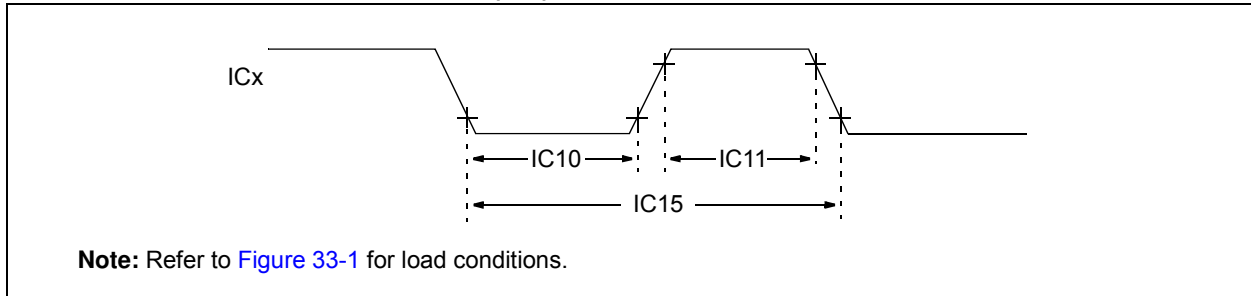 ICx
IC10
IC11
IC15
Note: Refer to Figure 33-1 for load conditions.